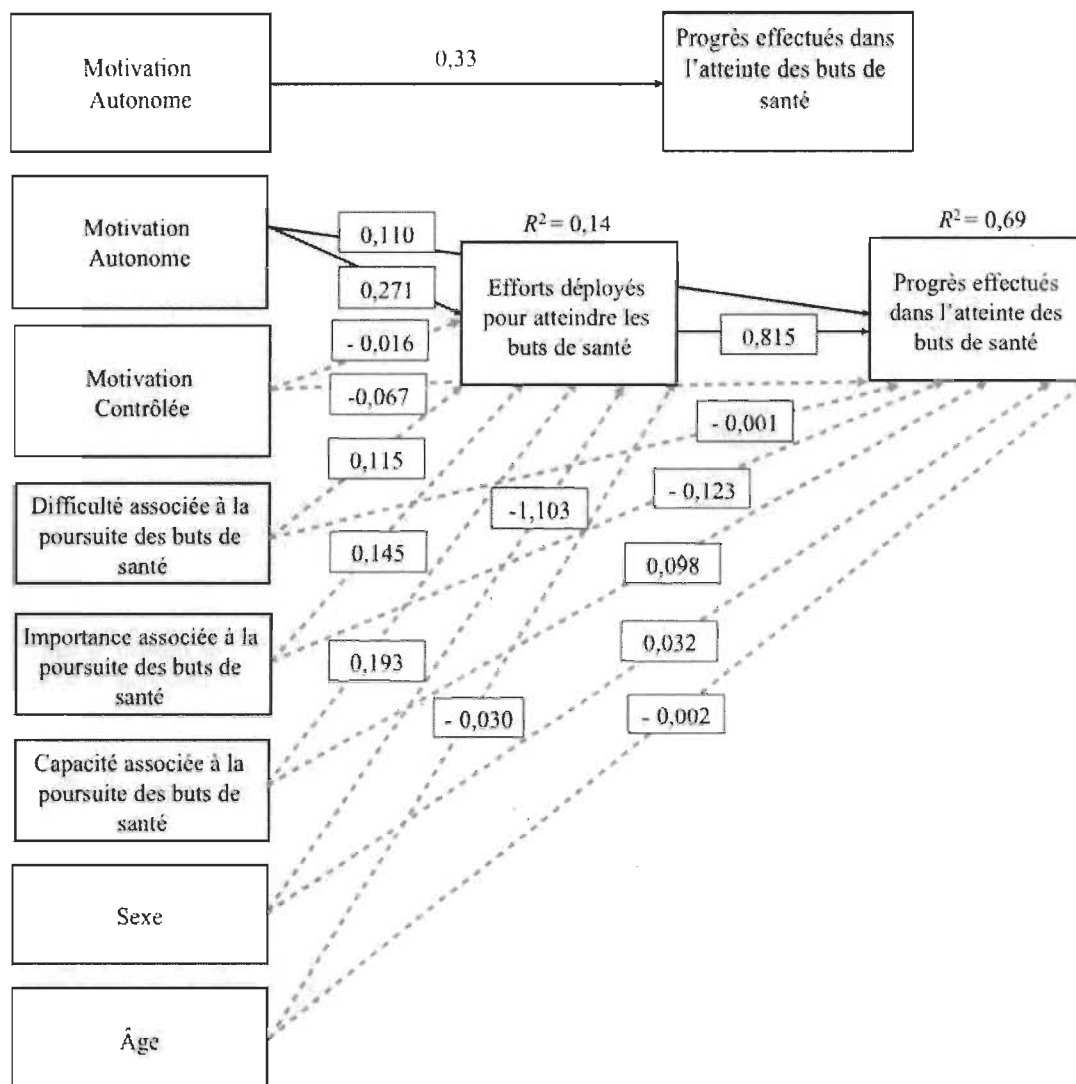 Motivation
Autonome
0,33
Progrès effectués dans
l'atteinte des buts de
santé
Motivation
Autonome
0,110
0,271
R² = 0,14
Efforts déployés
pour atteindre les
buts de santé
0,815
R² = 0,69
Progrès effectués
dans l'atteinte des
buts de santé
Motivation
Contrôlée
- 0,016
-0,067
0,115
- 0,001
Difficulté associée à la
poursuite des buts de
santé
0,145
-1,103
- 0,123
0,098
Importance associée à la
poursuite des buts de
santé
0,193
0,032
- 0,030
- 0,002
Capacité associée à la
poursuite des buts de
santé
Sexe
Âge